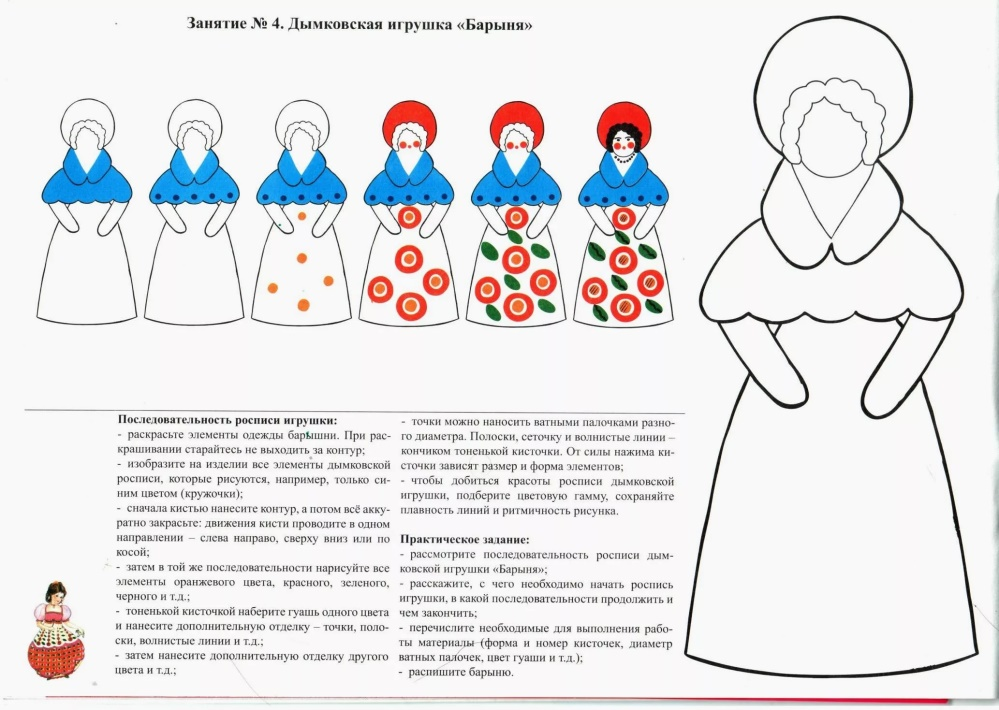 Занятие № 4. Дымковская игрушка «Барыня»
Последовательность росписи игрушки:
- раскрасьте элементы одежды барышни. При рас-
крашивании старайтесь не выходить за контур;
- изобразите на изделии все элементы дымковской
росписи, которые рисуются, например, только си-
ним цветом (кружочки);
- сначала кистью нанесите контур, а потом всё акку-
ратно закрасьте: движения кисти проводите в одном
направлении – слева направо, сверху вниз или по
косой;
- затем в той же последовательности нарисуйте все
элементы оранжевого цвета, красного, зеленого,
черного и т.д.;
- тоненькой кисточкой наберите гуашь одного цвета
и нанесите дополнительную отделку – точки, поло-
ски, волнистые линии и т.д.;
- затем нанесите дополнительную отделку другого
цвета и т.д.;
- точки можно наносить ватными палочками разно-
го диаметра. Полоски, сеточку и волнистые линии –
кончиком тоненькой кисточки. От силы нажима ки-
сточки зависят размер и форма элементов;
- чтобы добиться красоты росписи дымковской
игрушки, подберите цветовую гамму, сохраняйте
плавность линий и ритмичность рисунка.
Практическое задание:
- рассмотрите последовательность росписи дым-
ковской игрушки «Барыня»;
- расскажите, с чего необходимо начать роспись
игрушки, в какой последовательности продолжить и
чем закончить;
- перечислите необходимые для выполнения рабо-
ты материалы (форма и номер кисточек, диаметр
ватных палочек, цвет гуаши и т.д.);
- распишите барыню.